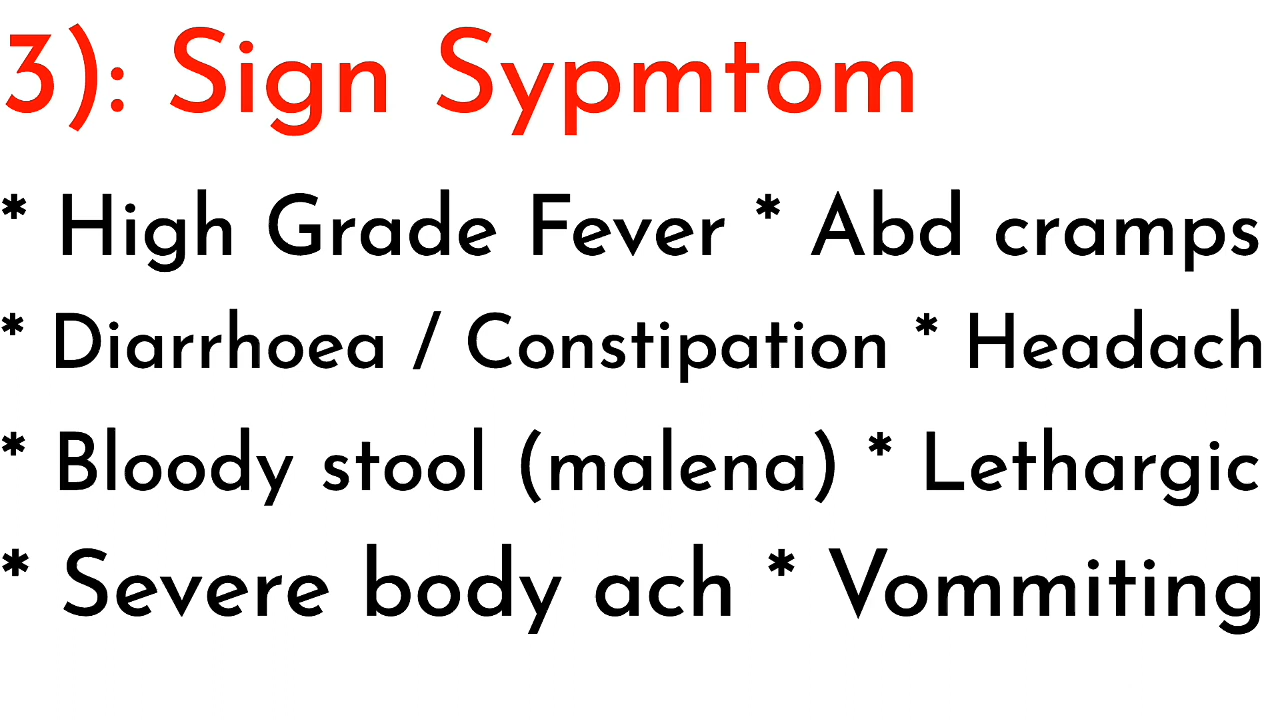 3): Sign Sypmtom
* High Grade Fever * Abd cramps
* Diarrhoea / Constipation * Headach
* Bloody stool (malena) * Lethargic
* Severe body ach * Vommiting